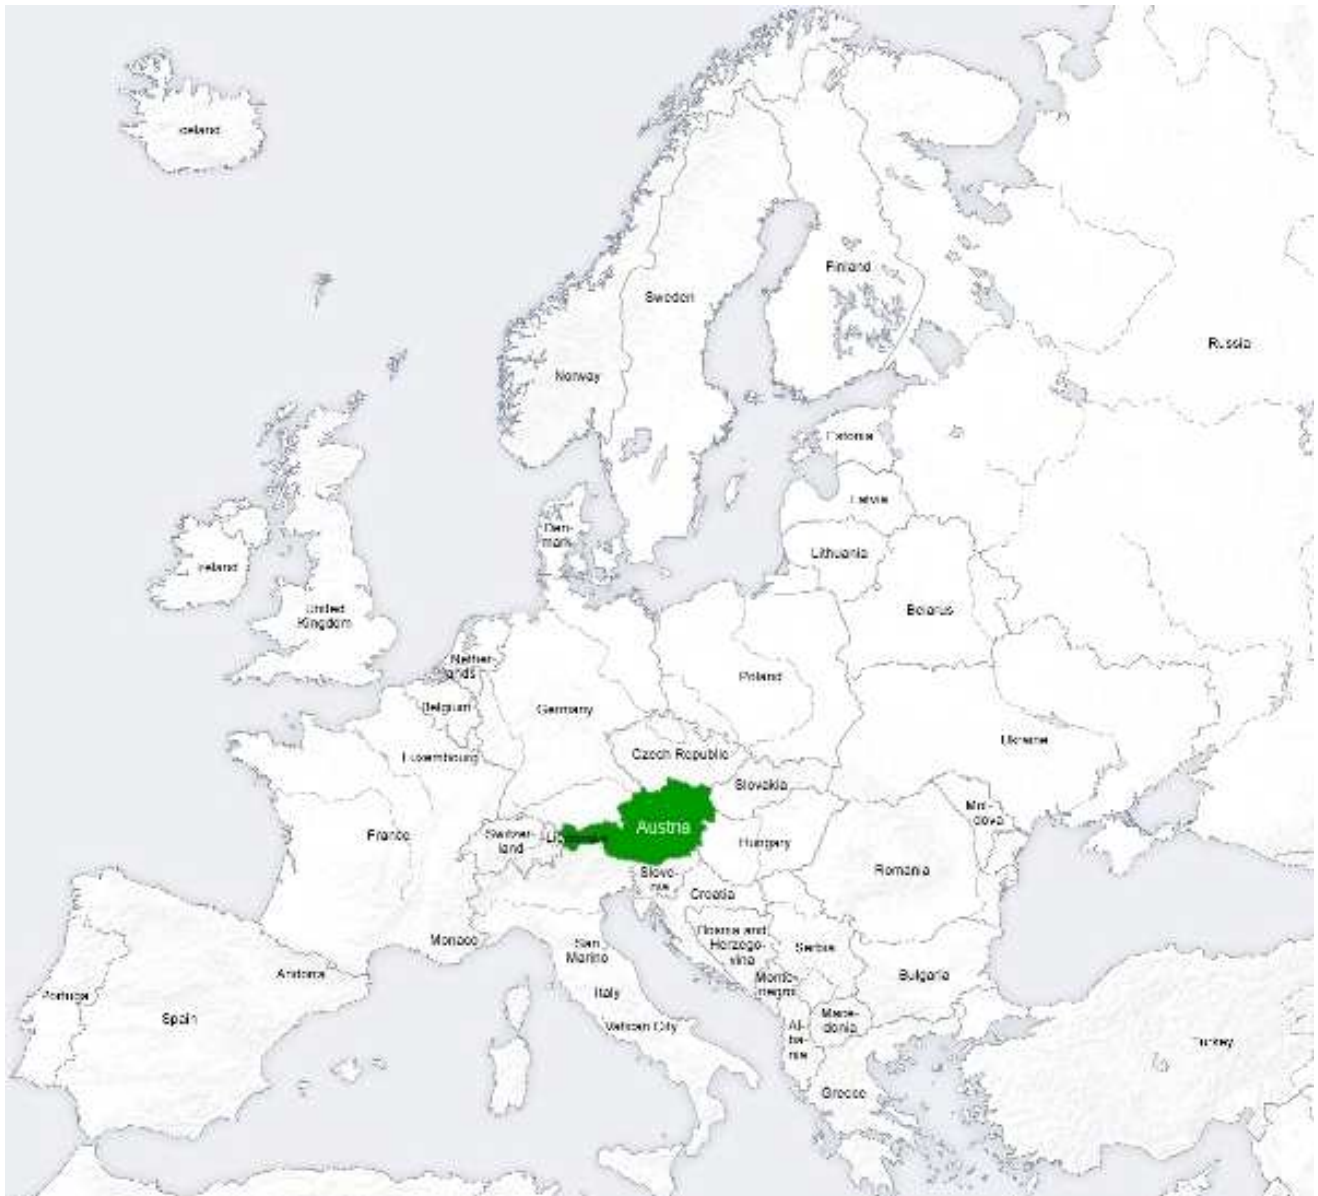 Iceland
Finland
Sweden
Russia
Norway
Estonia
Latvia
Den-
mark
Lithuania
Ireland
Belarus
United
Kingdom
Nether-
lands
Poland
Belgium
Germany
Ukraine
Czech Republic
Luxembourg
Slovakia
Mol-
dova
Austria
France
Switzer-
land
Hungary
Romania
Slove-
nia
Croatia
Bosnia and
Herzego-
vina
Monaco
San
Marino
Serbia
Andorra
Bulgaria
Monte-
negro
Portugal
Italy
Spain
Vatican City
Mace-
donia
Al-
ba-
nia
Turkey
Greece